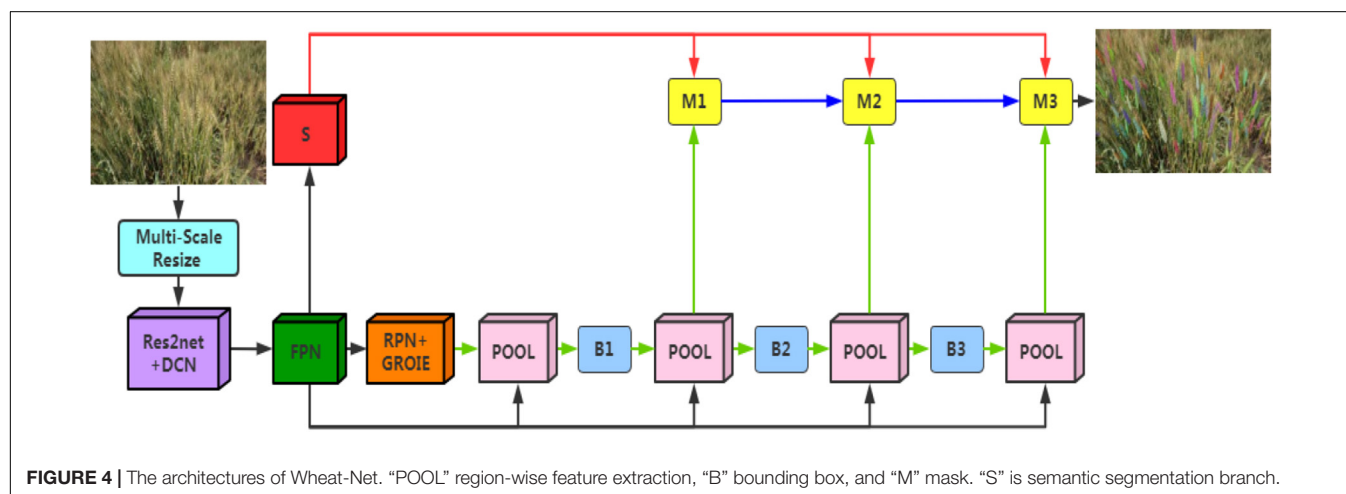 S
M1
M2
M3
Multi-Scale
Resize
Res2net
+DCN
FPN
RPN+
GROIE
POOL
B1
POOL
B2
POOL
B3
POOL
FIGURE 4 | The architectures of Wheat-Net. “POOL” region-wise feature extraction, “B” bounding box, and “M” mask. “S” is semantic segmentation branch.